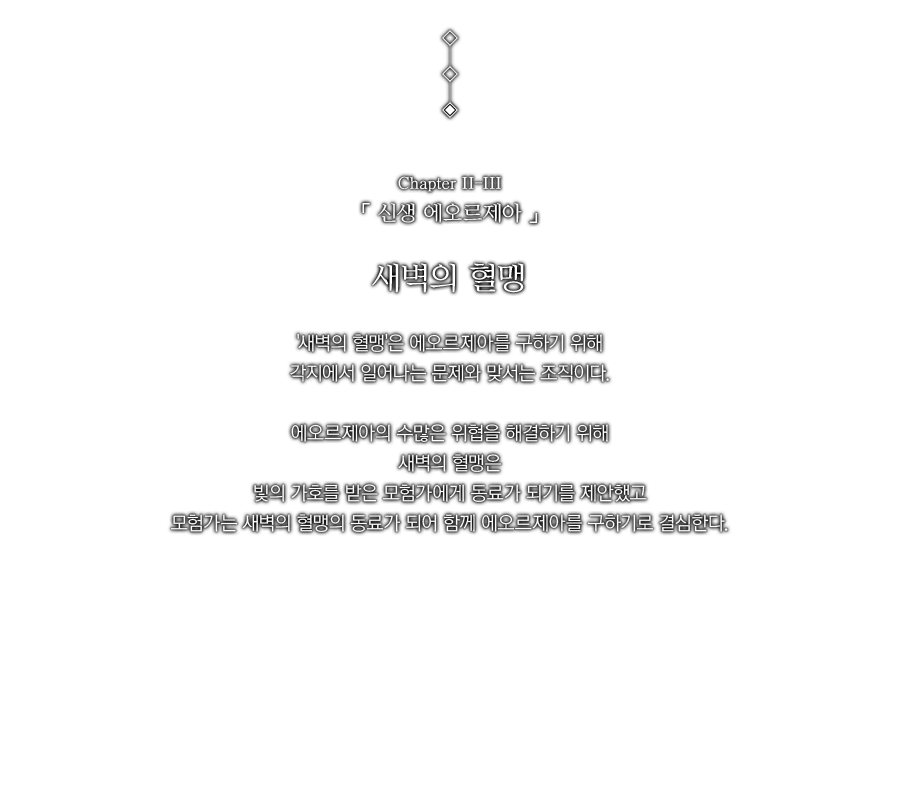 Chapter II-III
「 신생 에오르제아 」
새벽의 혈맹
'새벽의 혈맹'은 에오르제아를 구하기 위해
각지에서 일어나는 문제와 맞서는 조직이다.
에오르제아의 수많은 위협을 해결하기 위해
새벽의 혈맹은
빛의 가호를 받은 모험가에게 동료가 되기를 제안했고
모험가는 새벽의 혈맹의 동료가 되어 함께 에오르제아를 구하기로 결심한다.